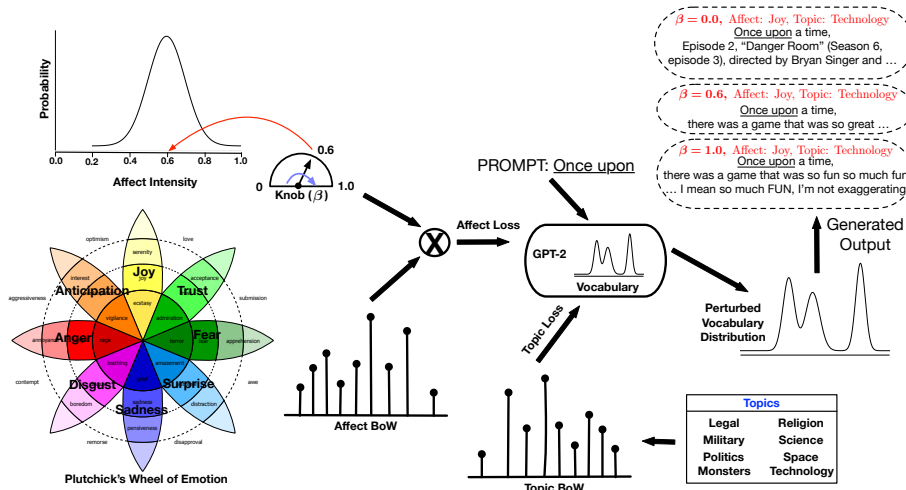 Probability
0.0 0.2 0.4 0.6 0.8 1.0
Affect Intensity
0.6
0
1.0
Knob (β)
optimism
love
serenity
interest
Joy
joy
acceptance
Anticipation
Trust
ecstasy
aggressiveness
submission
vigilance
admiration
Anger
annoyance
rage
terror
Fear
fear
apprehension
loathing
amazement
grief
Disgust
Surprise
contempt
awe
boredom
sadness
Sadness
distraction
pensiveness
remorse
disapproval
Plutchick's Wheel of Emotion
X
Affect Loss
Affect BoW
PROMPT: Once upon
GPT-2
Vocabulary
Topic Loss
Topic BoW
Perturbed
Vocabulary
Distribution
Generated
Output
β = 0.0, Affect: Joy, Topic: Technology
Once upon a time,
Episode 2, “Danger Room” (Season 6,
episode 3), directed by Bryan Singer and ...
β = 0.6, Affect: Joy, Topic: Technology
Once upon a time,
there was a game that was so great ...
β = 1.0, Affect: Joy, Topic: Technology
Once upon a time,
there was a game that was so fun so much fun
... I mean so much FUN, I'm not exaggerating
Topics
Legal Religion
Military Science
Politics Space
Monsters Technology